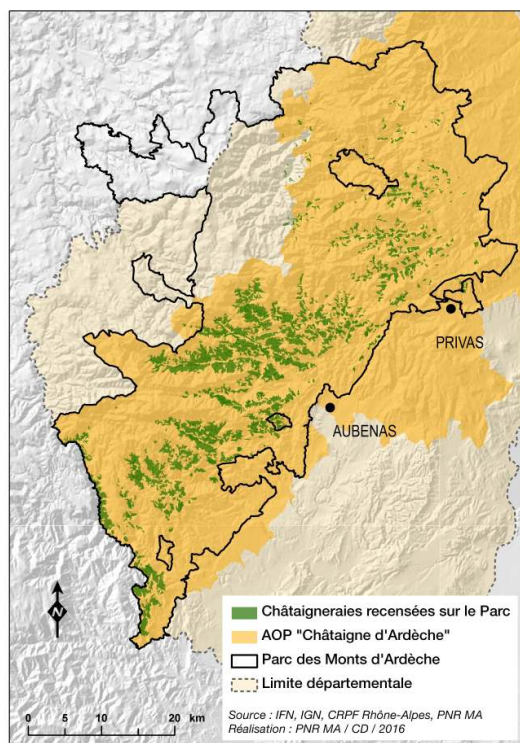 PRIVAS
AUBENAS
N
Châtaigneraies recensées sur le Parc
AOP "Châtaigne d'Ardèche"
Parc des Monts d'Ardèche
Limite départementale
0 5 10 20 km
Source : IFN, IGN, CRPF Rhône-Alpes, PNR MA
Réalisation : PNR MA / CD / 2016